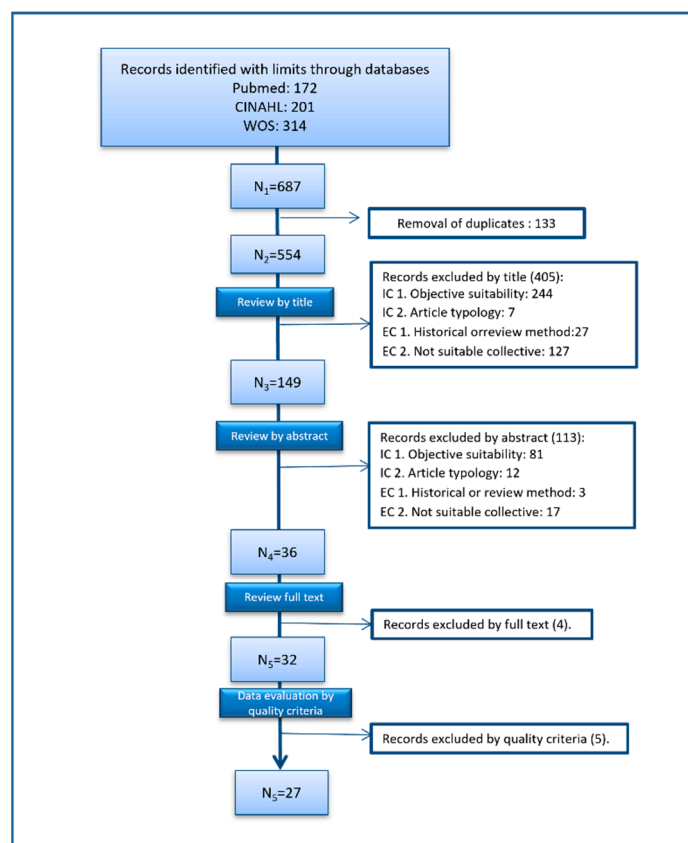 Records identified with limits through databases
Pubmed: 172
CINAHL: 201
WOS: 314
N₁=687
Removal of duplicates : 133
N₂=554
Review by title
Records excluded by title (405):
IC 1. Objective suitability: 244
IC 2. Article typology: 7
EC 1. Historical orreview method:27
EC 2. Not suitable collective: 127
N₃=149
Review by abstract
Records excluded by abstract (113):
IC 1. Objective suitability: 81
IC 2. Article typology: 12
EC 1. Historical or review method: 3
EC 2. Not suitable collective: 17
N₄=36
Review full text
Records excluded by full text (4).
N₅=32
Data evaluation by
quality criteria
Records excluded by quality criteria (5).
N₅=27